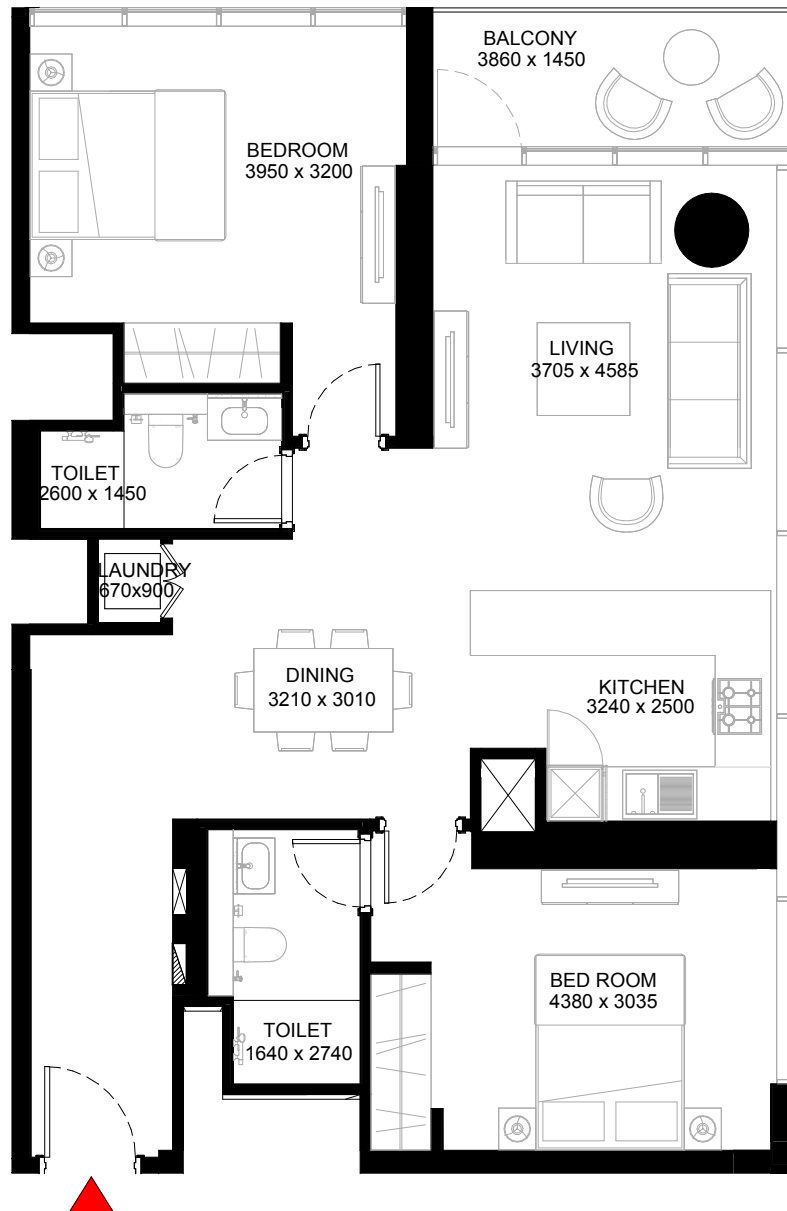 BALCONY
3860 x 1450
BEDROOM
3950 x 3200
LIVING
3705 x 4585
TOILET
2600 x 1450
LAUNDRY
670x900
DINING
3210 x 3010
KITCHEN
3240 x 2500
BED ROOM
4380 x 3035
TOILET
1640 x 2740